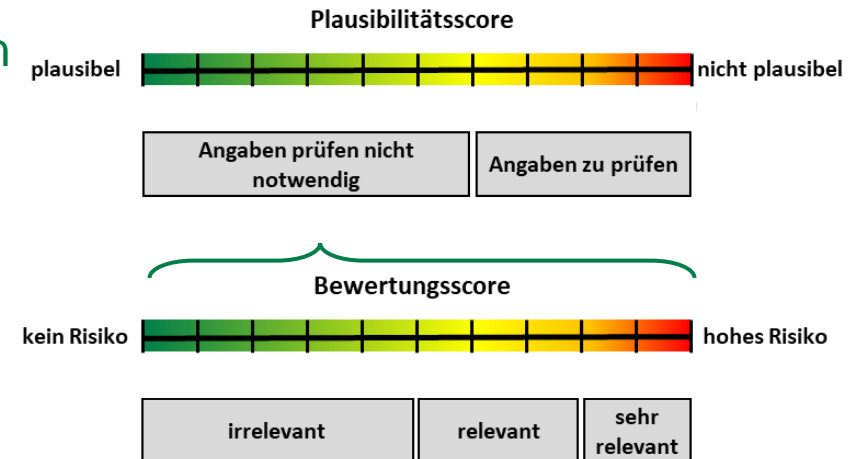 Plausibilitätsscore
n
plausibel
nicht plausibel
Angaben prüfen nicht
notwendig
Angaben zu prüfen
Bewertungsscore
kein Risiko
hohes Risiko
irrelevant
relevant
sehr
relevant